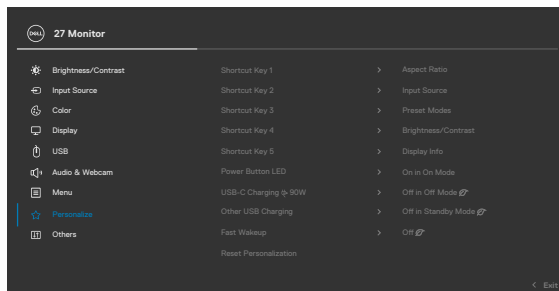 DELL 27 Monitor
Brightness/Contrast Shortcut Key 1 > Aspect Ratio
Input Source Shortcut Key 2 > Input Source
Color Shortcut Key 3 > Preset Modes
Display Shortcut Key 4 > Brightness/Contrast
USB Shortcut Key 5 > Display Info
Audio & Webcam Power Button LED > On in On Mode
Menu USB-C Charging 90W > Off in Off Mode
Personalize Other USB Charging > Off in Standby Mode
Others Fast Wakeup > Off
Reset Personalization
< Exit